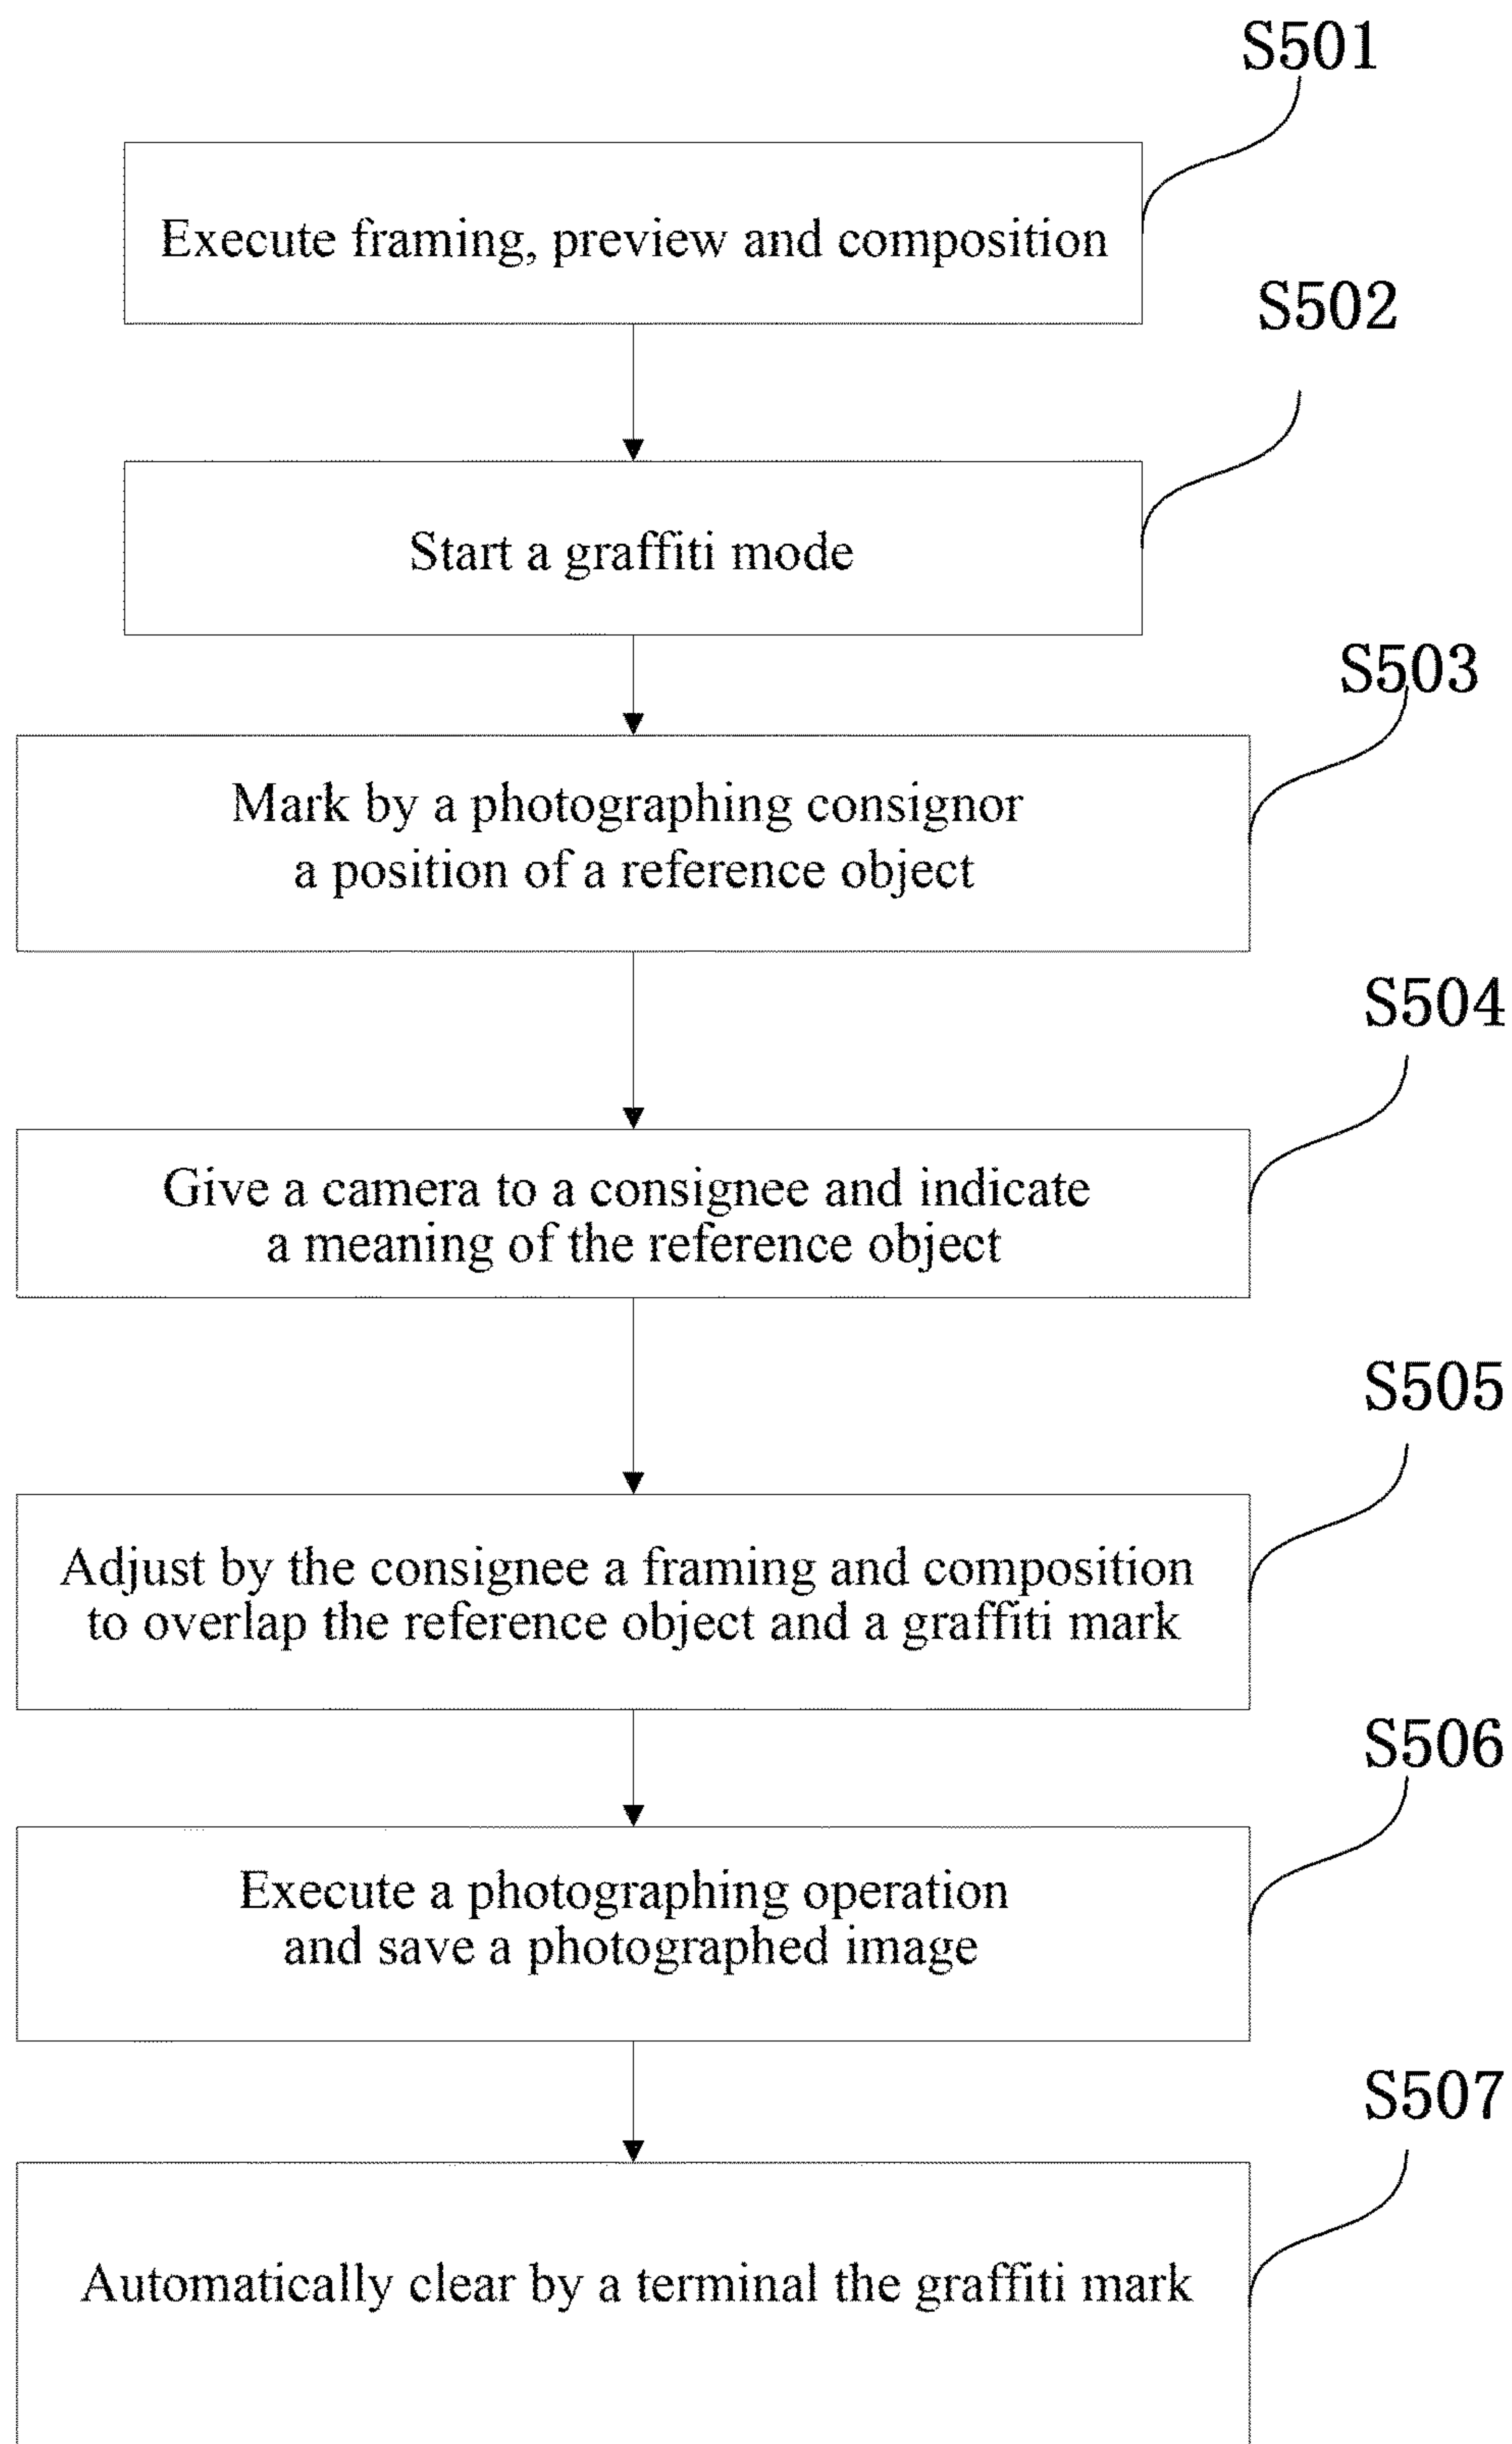 S501
Execute framing, preview and composition
S502
Start a graffiti mode
S503
Mark by a photographing consignor
a position of a reference object
S504
Give a camera to a consignee and indicate
a meaning of the reference object
S505
Adjust by the consignee a framing and composition
to overlap the reference object and a graffiti mark
S506
Execute a photographing operation
and save a photographed image
S507
Automatically clear by a terminal the graffiti mark